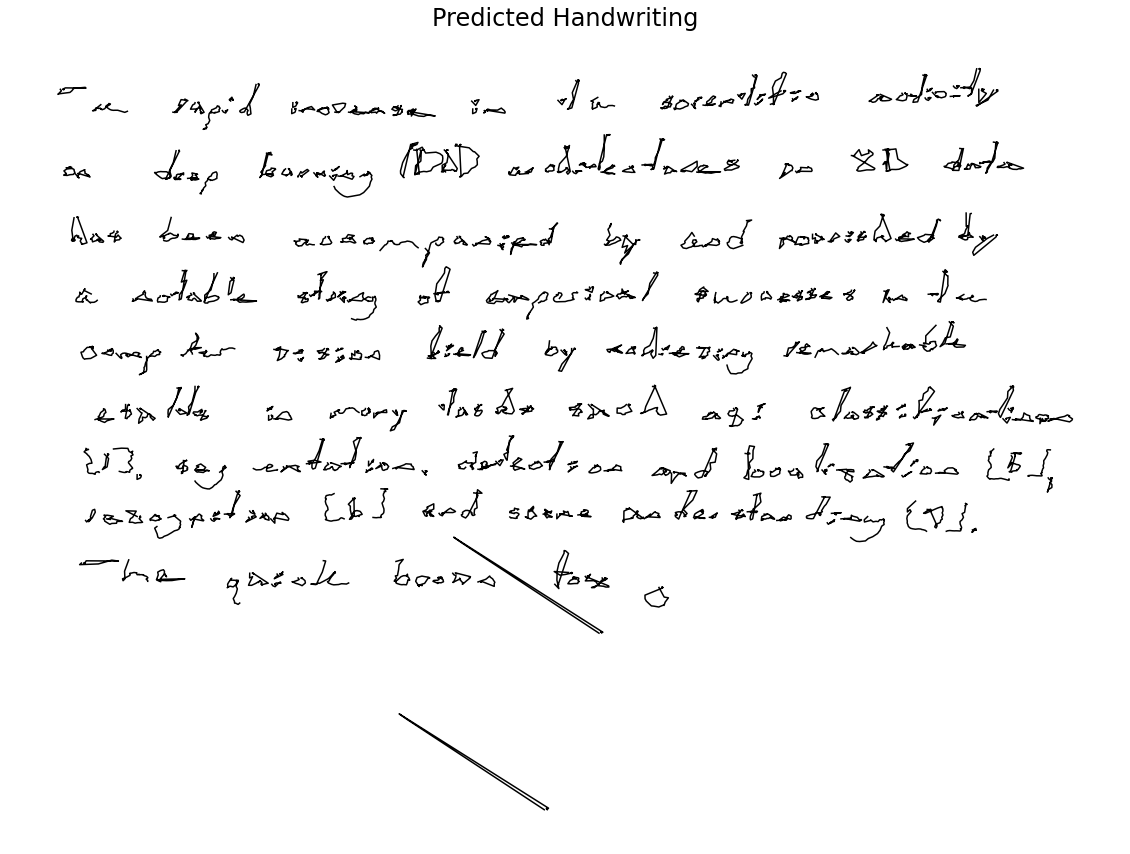 Predicted Handwriting
The rapid increase in the scientific activity
on deep learning architectures on data
has been accompanied by and nourished by
a notable string of empirical successes in the
computer vision field by achieving remarkable
results in many tasks such as: classification
[1], segmentation, detection and localization [5],
recognition [6] and scene understanding
The quick brown fox